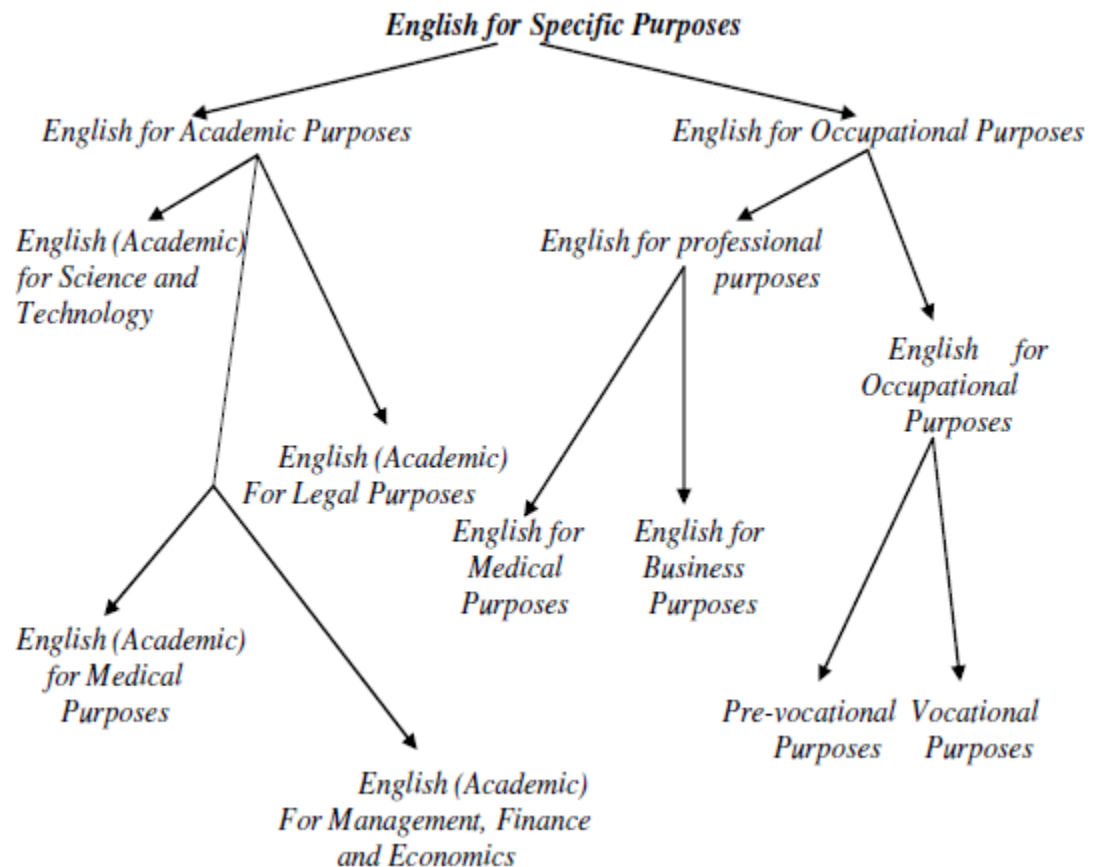 English for Specific Purposes
English for Academic Purposes
English for Occupational Purposes
English (Academic)
for Science and
Technology
English for professional
purposes
English for
Occupational
Purposes
English (Academic)
For Legal Purposes
English for
Medical
Purposes
English for
Business
Purposes
English (Academic)
for Medical
Purposes
Pre-vocational
Purposes
Vocational
Purposes
English (Academic)
For Management, Finance
and Economics